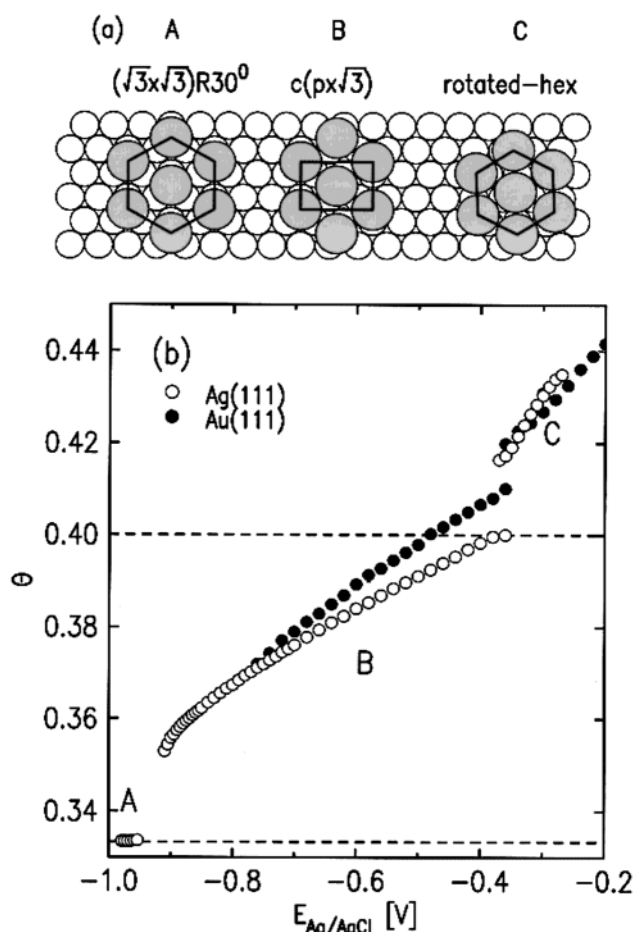 (a) A B C
(√3x√3)R30⁰ c(px√3) rotated-hex
(b)
Ag(111)
Au(111)
0.44
0.42
0.40
0.38
0.36
0.34
Θ
A
B
C
−1.0 −0.8 −0.6 −0.4 −0.2
E_Ag/AgCl [V]